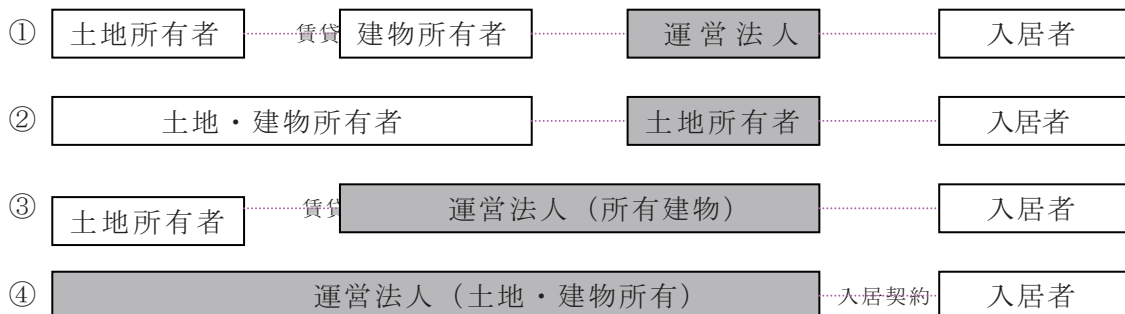 ① 土地所有者 賃貸 建物所有者 運営法人 入居者
② 土地・建物所有者 土地所有者 入居者
③ 土地所有者 賃貸 運営法人（所有建物） 入居者
④ 運営法人（土地・建物所有） 入居契約 入居者